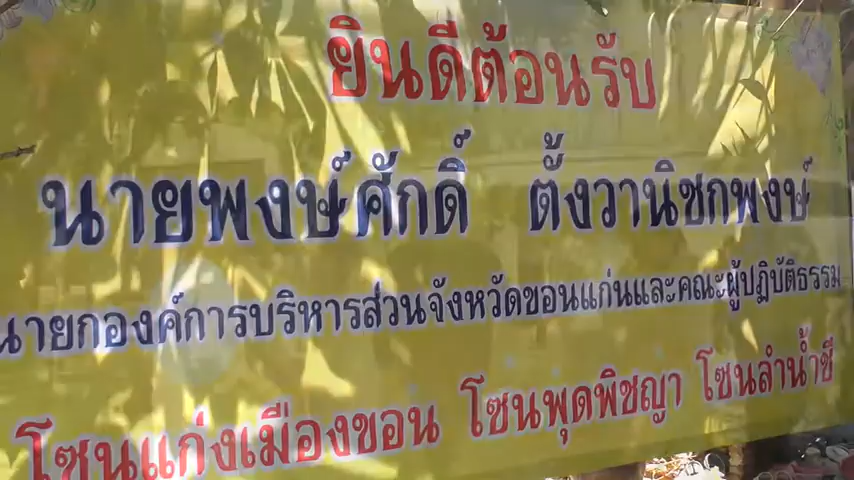 ยินดีต้อนรับ
นายพงษ์ศักดิ์ ตั้งวานิชกพงษ์
นายกองค์การบริหารส่วนจังหวัดขอนแก่นและคณะผู้ปฏิบัติธรรม
โซนแก่งเมืองขอน โซนพุดพิชญา โซนลำน้ำชี